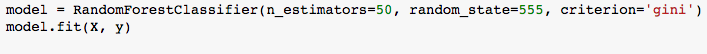 model = RandomForestClassifier(n_estimators=50, random_state=555, criterion='gini')
model.fit(X, y)